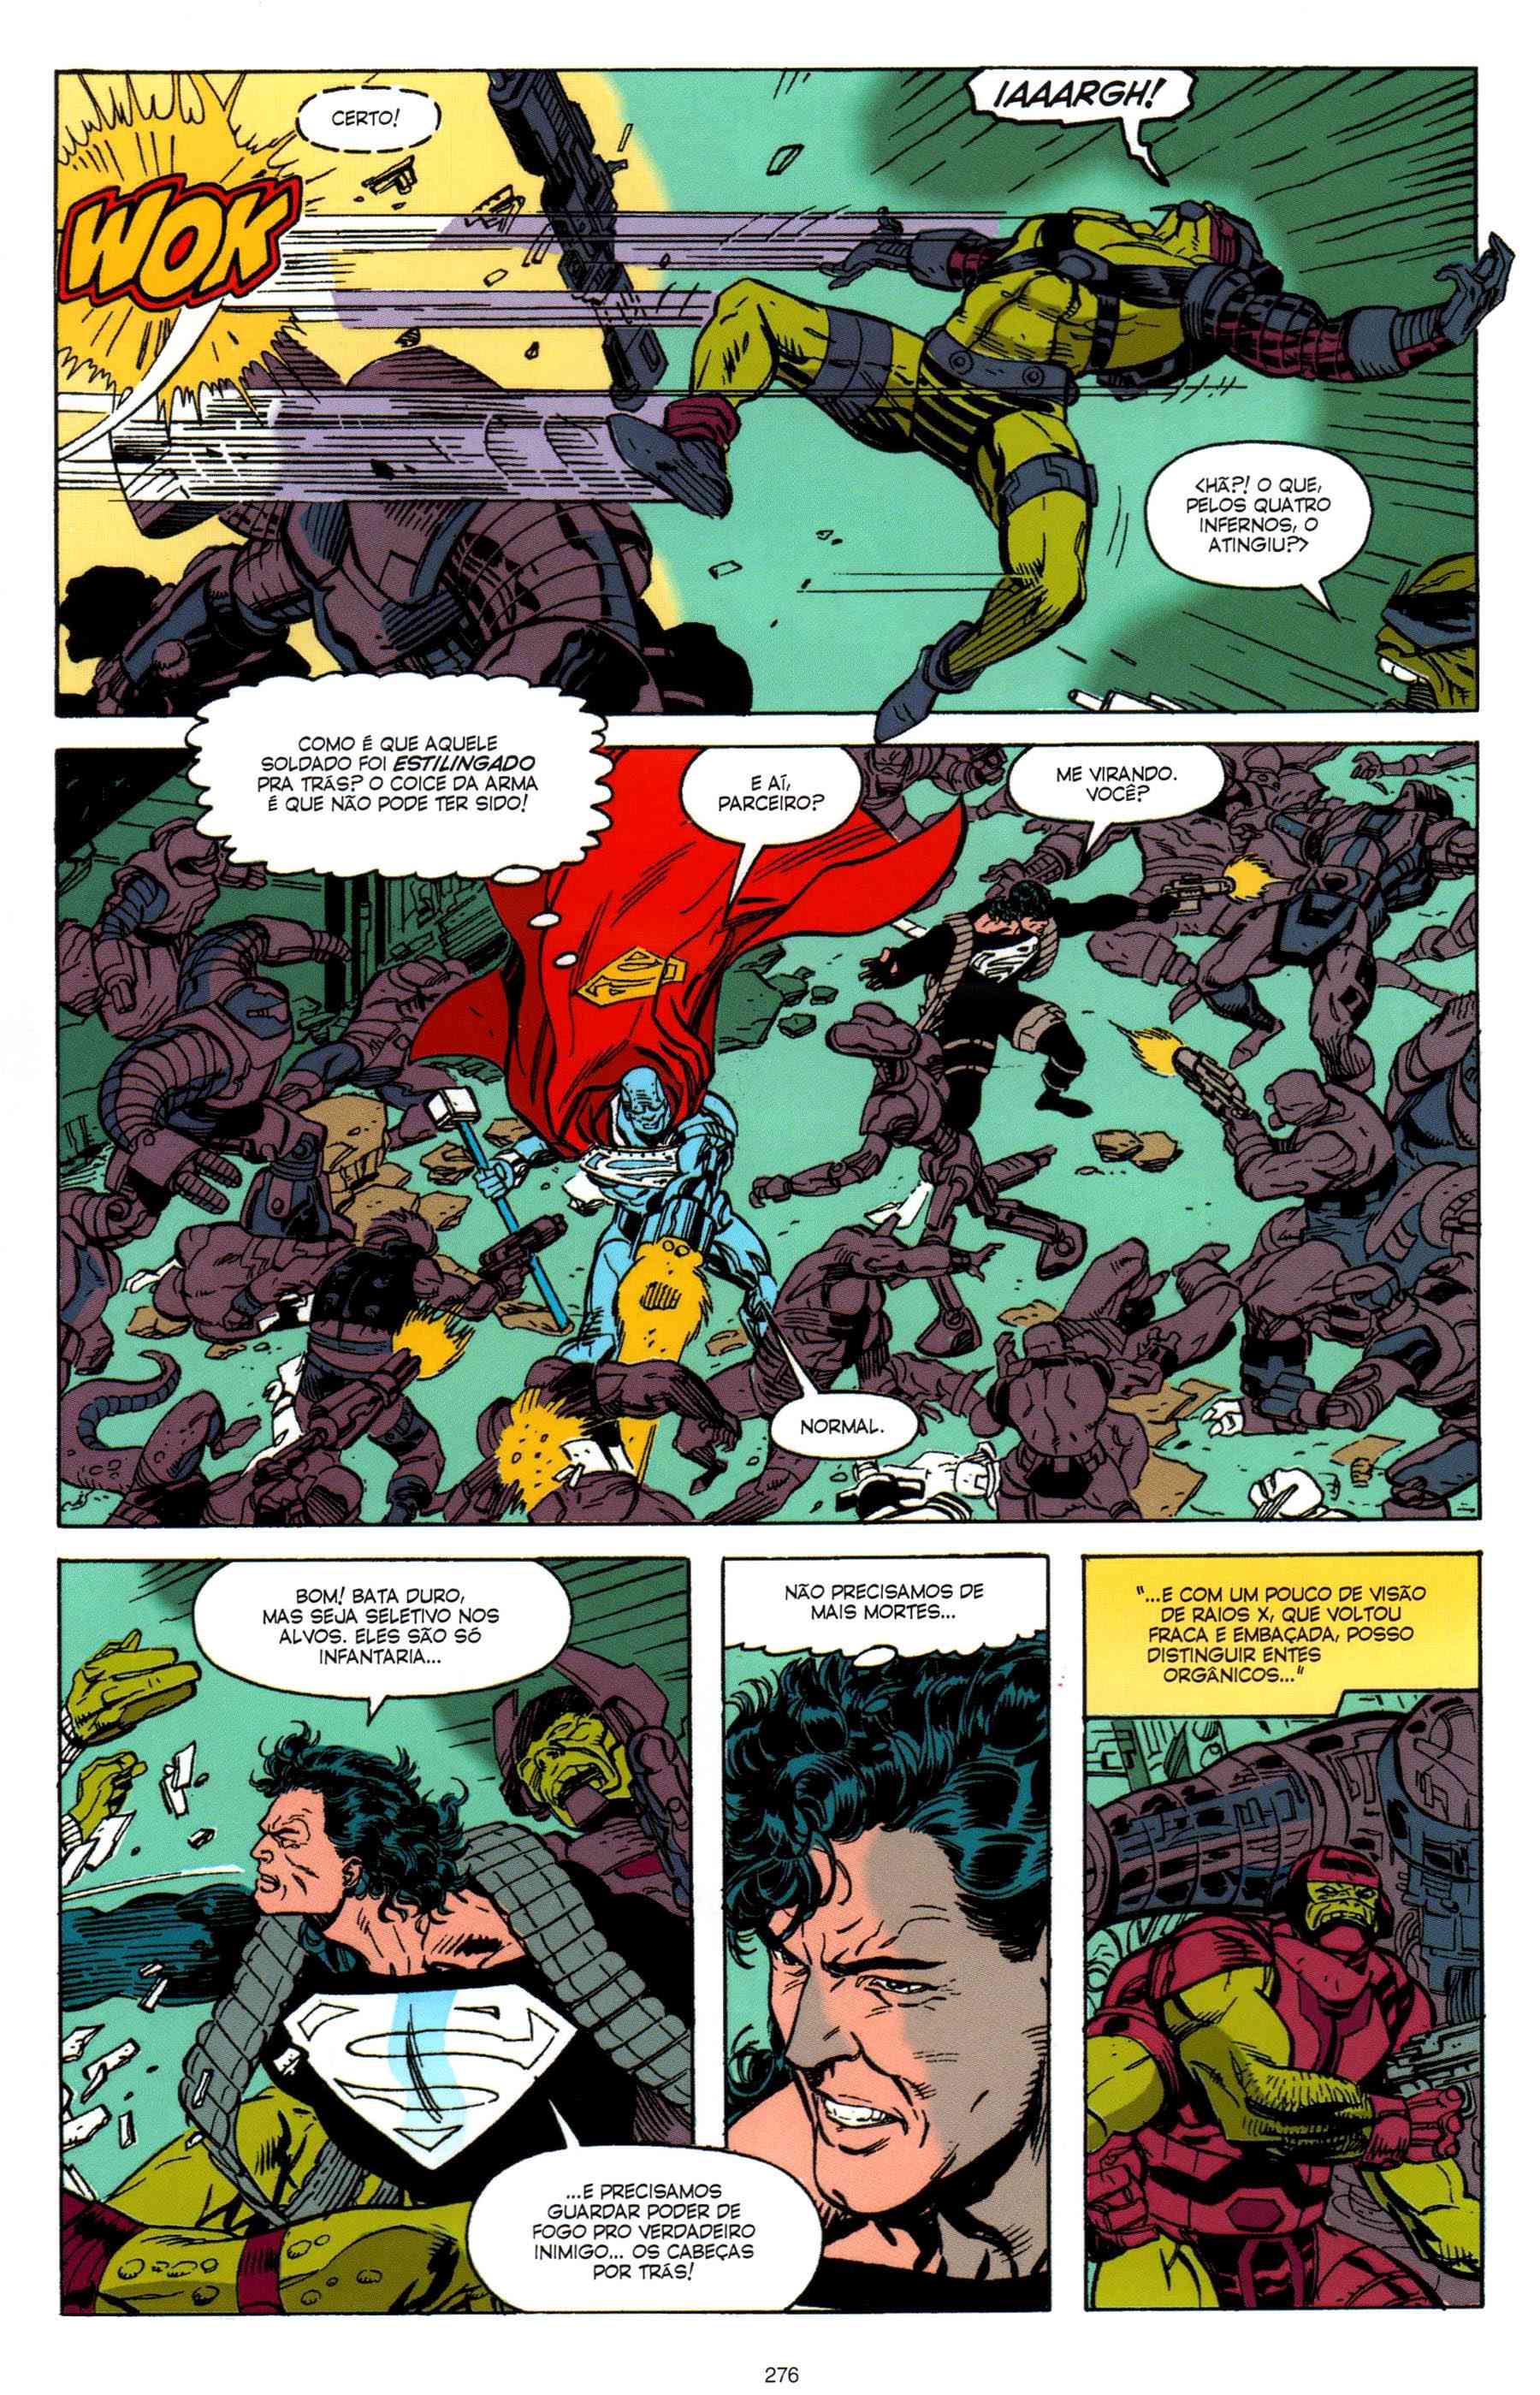 CERTO!
IAAARGH!
WOK
<HÃ?! O QUE,
PELOS QUATRO
INFERNOS, O
ATINGIU?>
COMO É QUE AQUELE
SOLDADO FOI ESTILINGADO
PRA TRÁS? O COICE DA ARMA
É QUE NÃO PODE TER SIDO!
E AÍ,
PARCEIRO?
ME VIRANDO.
VOCÊ?
NORMAL.
BOM! BATA DURO,
MAS SEJA SELETIVO NOS
ALVOS. ELES SÃO SÓ
INFANTARIA...
...E PRECISAMOS
GUARDAR PODER DE
FOGO PRO VERDADEIRO
INIMIGO... OS CABEÇAS
POR TRÁS!
NÃO PRECISAMOS DE
MAIS MORTES...
"...E COM UM POUCO DE VISÃO
DE RAIOS X, QUE VOLTOU
FRACA E EMBAÇADA, POSSO
DISTINGUIR ENTES
ORGÂNICOS..."
276